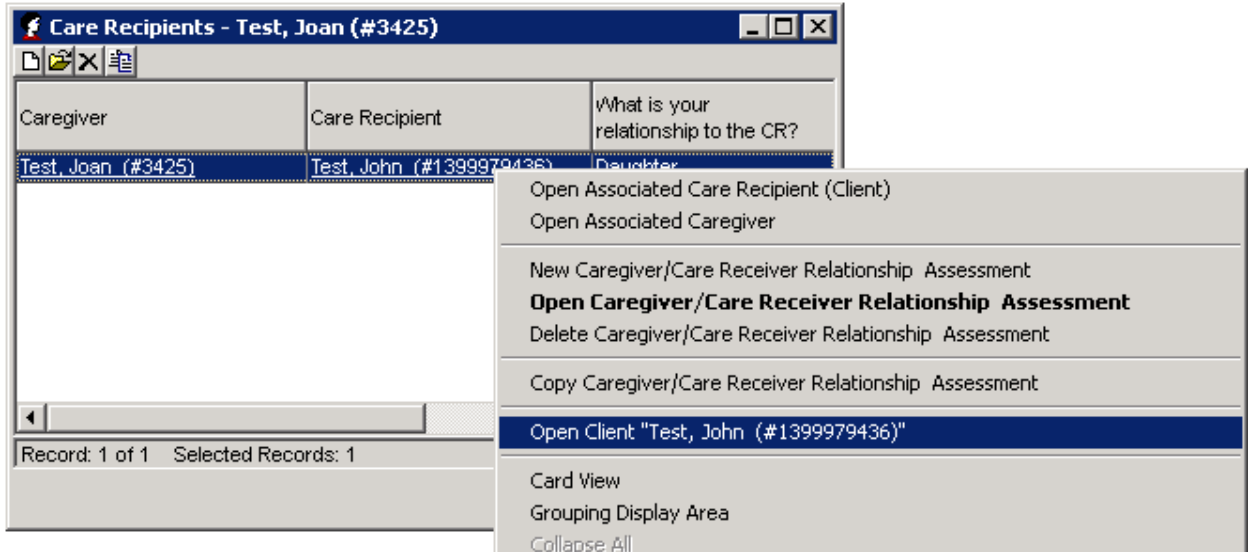 Care Recipients - Test, Joan (#3425)
Caregiver
Care Recipient
What is your
relationship to the CR?
Test, Joan (#3425)
Test, John (#1399979436)
Daughter
Open Associated Care Recipient (Client)
Open Associated Caregiver
New Caregiver/Care Receiver Relationship Assessment
Open Caregiver/Care Receiver Relationship Assessment
Delete Caregiver/Care Receiver Relationship Assessment
Copy Caregiver/Care Receiver Relationship Assessment
Open Client "Test, John (#1399979436)"
Record: 1 of 1 Selected Records: 1
Card View
Grouping Display Area
Collapse All